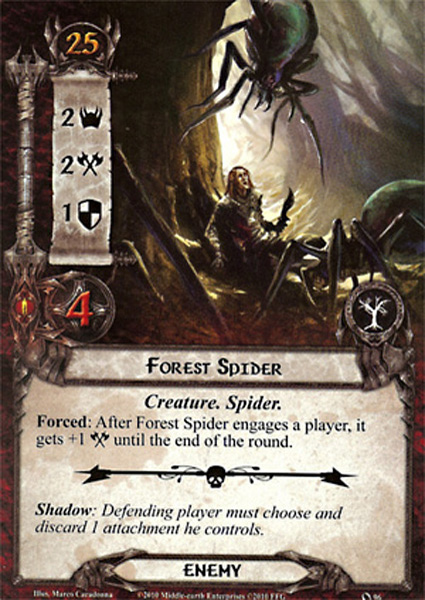 25
2
2
1
4
FOREST SPIDER
Creature. Spider.
Forced: After Forest Spider engages a player, it
gets +1 until the end of the round.
Shadow: Defending player must choose and
discard 1 attachment he controls.
ENEMY
Illus. Marco Caradonna ©2010 Middle-earth Enterprises ©2010 FFG 96